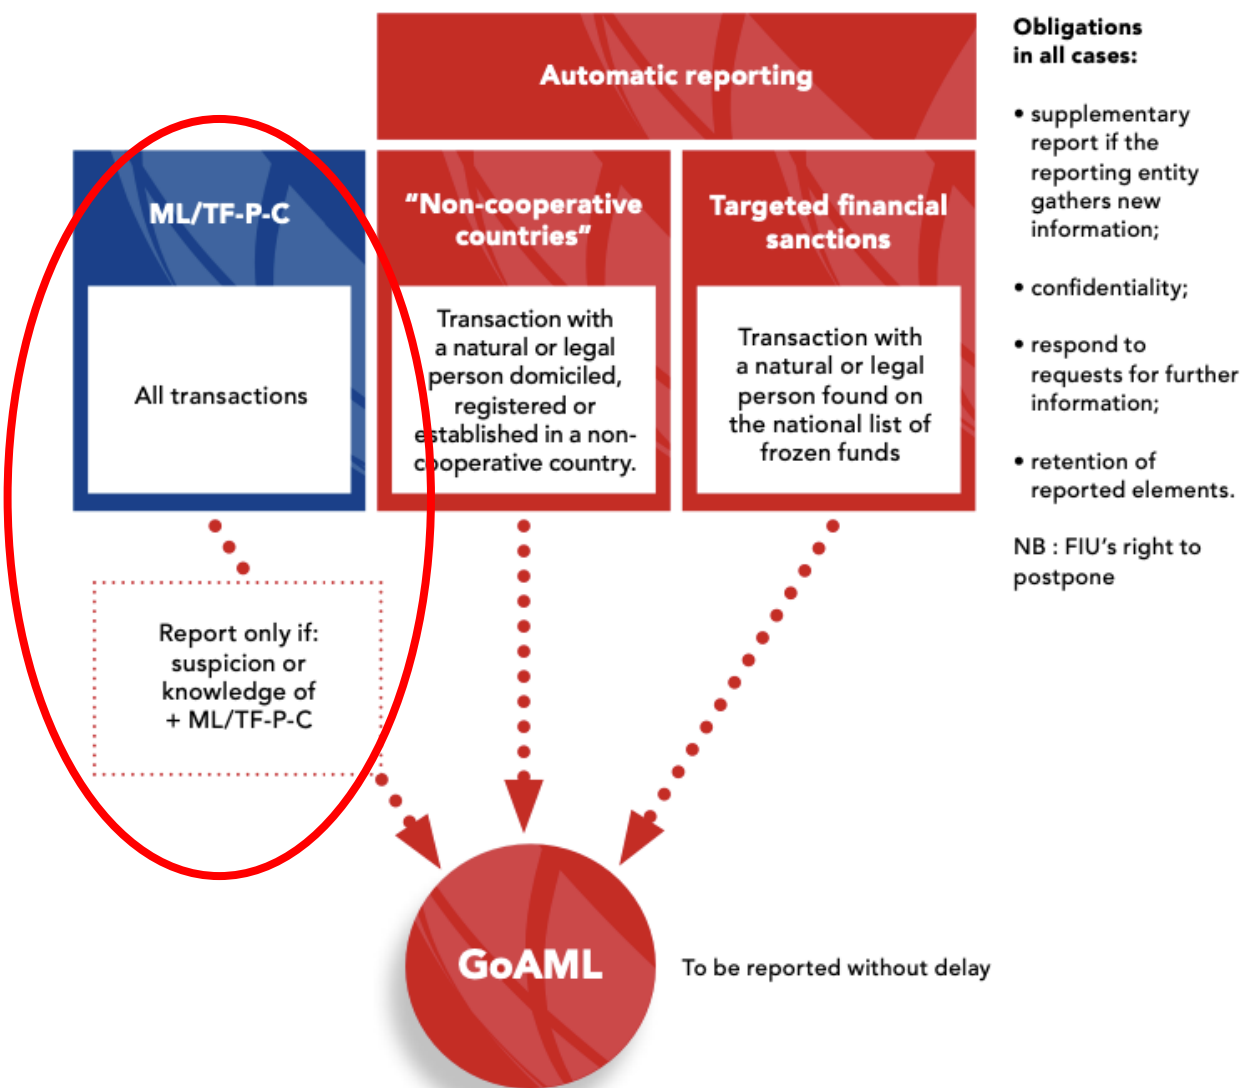 Automatic reporting
ML/TF-P-C
All transactions
Report only if:
suspicion or
knowledge of
+ ML/TF-P-C
“Non-cooperative
countries”
Transaction with
a natural or legal
person domiciled,
registered or
established in a non-
cooperative country.
Targeted financial
sanctions
Transaction with
a natural or legal
person found on
the national list of
frozen funds
GoAML
To be reported without delay
Obligations
in all cases:
• supplementary
report if the
reporting entity
gathers new
information;
• confidentiality;
• respond to
requests for further
information;
• retention of
reported elements.
NB : FIU’s right to
postpone